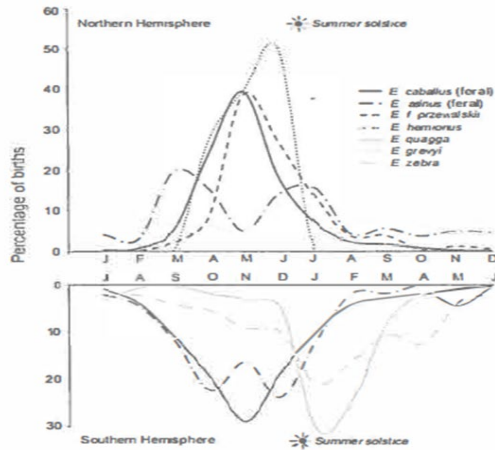 60
Northern Hemisphere
Summer solstice
50
E caballus (feral)
E asinus (feral)
E f przewalskii
E hemionus
E quagga
E grevyi
E zebra
40
30
20
10
0
Percentage of births
J F M A M J J A S O N D
J A S O N D J F M A M J
0
10
20
30
Southern Hemisphere
Summer solstice